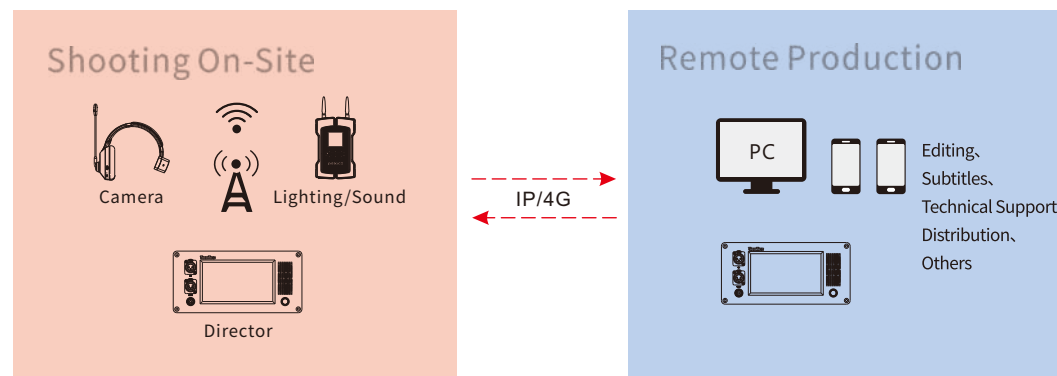 Shooting On-Site
Camera
Lighting/Sound
Director
IP/4G
Remote Production
PC
Editing、
Subtitles、
Technical Support
Distribution、
Others